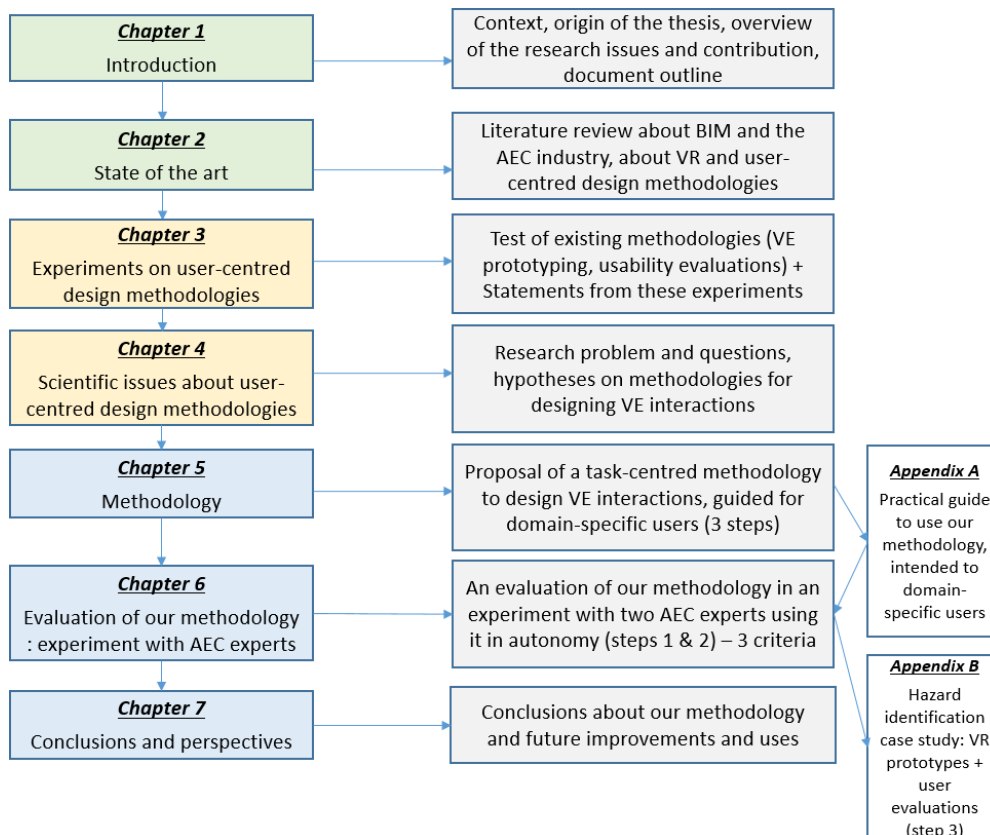 Chapter 1
Introduction
Context, origin of the thesis, overview
of the research issues and contribution,
document outline
Chapter 2
State of the art
Literature review about BIM and the
AEC industry, about VR and user-
centred design methodologies
Chapter 3
Experiments on user-centred
design methodologies
Test of existing methodologies (VE
prototyping, usability evaluations) +
Statements from these experiments
Chapter 4
Scientific issues about user-
centred design methodologies
Research problem and questions,
hypotheses on methodologies for
designing VE interactions
Chapter 5
Methodology
Proposal of a task-centred methodology
to design VE interactions, guided for
domain-specific users (3 steps)
Appendix A
Practical guide
to use our
methodology,
intended to
domain-
specific users
Chapter 6
Evaluation of our methodology
: experiment with AEC experts
An evaluation of our methodology in an
experiment with two AEC experts using
it in autonomy (steps 1 & 2) – 3 criteria
Appendix B
Hazard
identification
case study: VR
prototypes +
user
evaluations
(step 3)
Chapter 7
Conclusions and perspectives
Conclusions about our methodology
and future improvements and uses